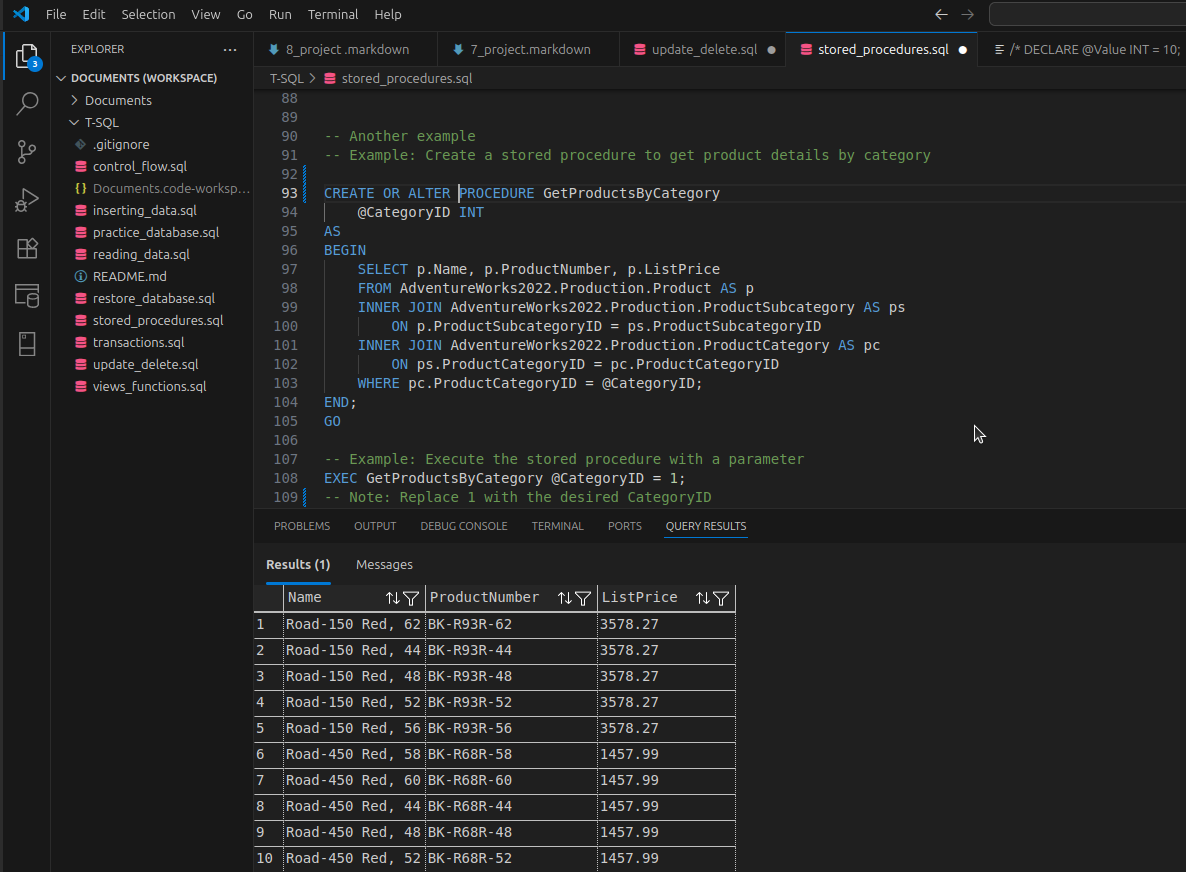 File Edit Selection View Go Run Terminal Help
EXPLORER ...
3
DOCUMENTS (WORKSPACE)
Documents
T-SQL
.gitignore
control_flow.sql
{} Documents.code-worksp...
inserting_data.sql
practice_database.sql
reading_data.sql
README.md
restore_database.sql
stored_procedures.sql
transactions.sql
update_delete.sql
views_functions.sql
8_project .markdown 7_project.markdown update_delete.sql stored_procedures.sql /* DECLARE @Value INT = 10;
T-SQL > stored_procedures.sql
88
89
90 -- Another example
91 -- Example: Create a stored procedure to get product details by category
92
93 CREATE OR ALTER PROCEDURE GetProductsByCategory
94 @CategoryID INT
95 AS
96 BEGIN
97 SELECT p.Name, p.ProductNumber, p.ListPrice
98 FROM AdventureWorks2022.Production.Product AS p
99 INNER JOIN AdventureWorks2022.Production.ProductSubcategory AS ps
100 ON p.ProductSubcategoryID = ps.ProductSubcategoryID
101 INNER JOIN AdventureWorks2022.Production.ProductCategory AS pc
102 ON ps.ProductCategoryID = pc.ProductCategoryID
103 WHERE pc.ProductCategoryID = @CategoryID;
104 END;
105 GO
106
107 -- Example: Execute the stored procedure with a parameter
108 EXEC GetProductsByCategory @CategoryID = 1;
109 -- Note: Replace 1 with the desired CategoryID
PROBLEMS OUTPUT DEBUG CONSOLE TERMINAL PORTS QUERY RESULTS
Results (1) Messages
Name ProductNumber ListPrice
1 Road-150 Red, 62 BK-R93R-62 3578.27
2 Road-150 Red, 44 BK-R93R-44 3578.27
3 Road-150 Red, 48 BK-R93R-48 3578.27
4 Road-150 Red, 52 BK-R93R-52 3578.27
5 Road-150 Red, 56 BK-R93R-56 3578.27
6 Road-450 Red, 58 BK-R68R-58 1457.99
7 Road-450 Red, 60 BK-R68R-60 1457.99
8 Road-450 Red, 44 BK-R68R-44 1457.99
9 Road-450 Red, 48 BK-R68R-48 1457.99
10 Road-450 Red, 52 BK-R68R-52 1457.99